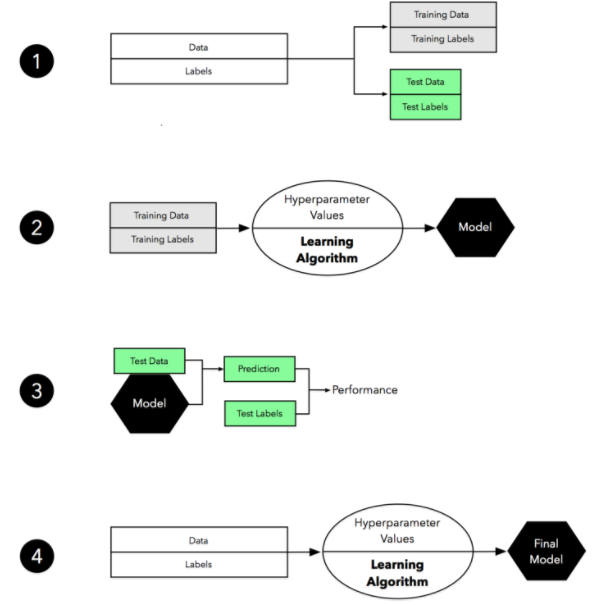 1
Data
Labels
Training Data
Training Labels
Test Data
Test Labels
2
Training Data
Training Labels
Hyperparameter
Values
Learning
Algorithm
Model
3
Test Data
Model
Prediction
Test Labels
Performance
4
Data
Labels
Hyperparameter
Values
Learning
Algorithm
Final
Model